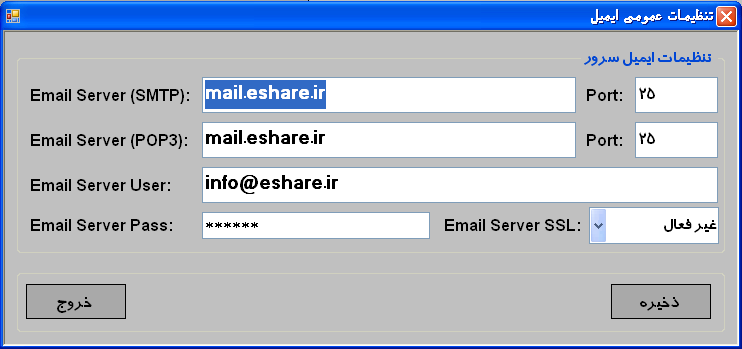 تنظیمات عمومی ایمیل
تنظیمات ایمیل سرور
Email Server (SMTP): mail.eshare.ir Port: ۲۵
Email Server (POP3): mail.eshare.ir Port: ۲۵
Email Server User: info@eshare.ir
Email Server Pass: ****** Email Server SSL: غیر فعال
خروج ذخیره